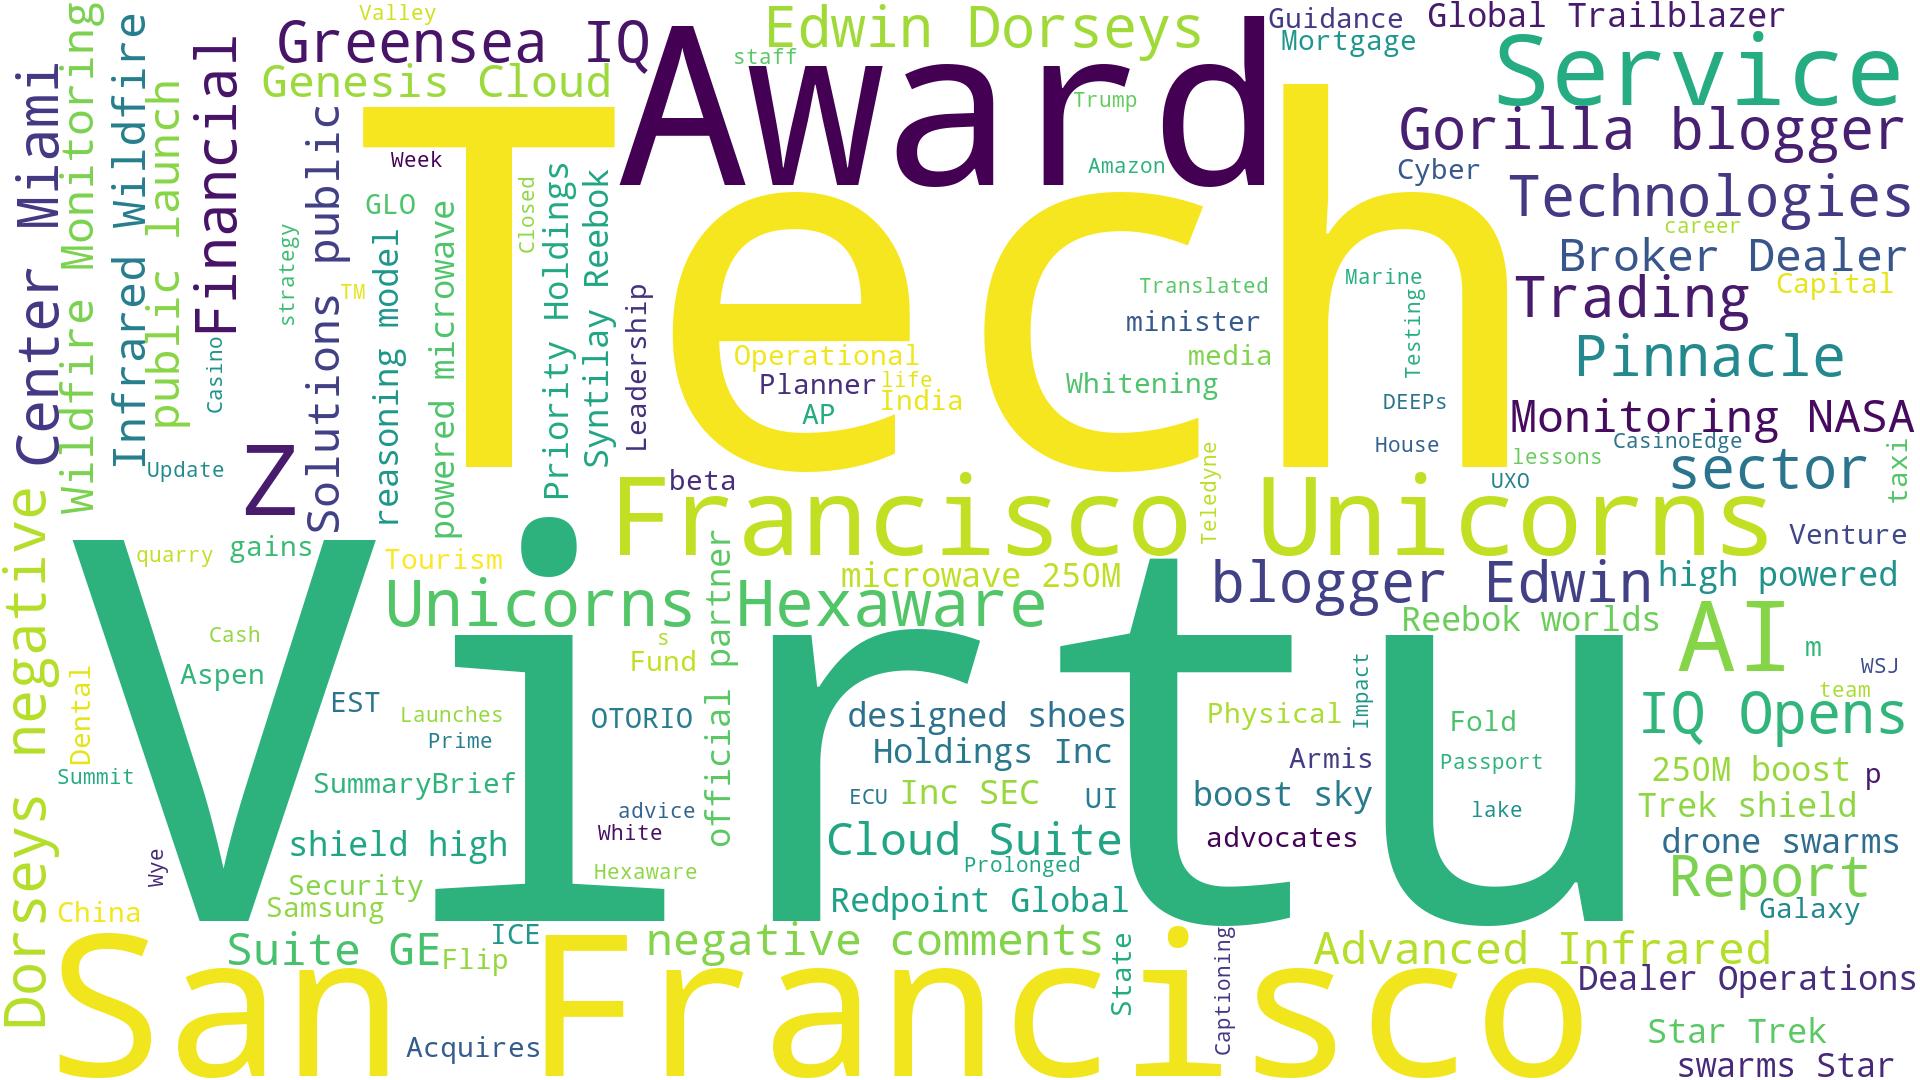 Valley
Greensea IQ
Genesis Cloud
Award
staff
Edwin Dorseys
Guidance
Mortgage
Global Trailblazer
Service
Center Miami
Wildfire Monitoring
Infrared Wildfire
public launch
Financial
Solutions public
Tech
Trump
Amazon
Gorilla blogger
Cyber
Technologies
career
Broker Dealer
Trading
Capital
Pinnacle
Monitoring NASA
CasinoEdge
sector
taxi
lessons
UXO
Week
GLO
TM
strategy
reasoning model
powered microwave
Closed
Priority Holdings
Syntilay Reebok
Leadership
Casino
Update
Z
Operational
Planner
life
AP
India
Translated
minister
media
Whitening
Marine
Testing
DEEPs
House
beta
Teledyne
Francisco Unicorns
Venture
Dorseys negative
quarry
gains
Tourism
Unicorns Hexaware
microwave 250M
blogger Edwin
high powered
Reebok worlds
AI
m
WSJ
team
IQ Opens
Virtu
Cash
Aspen
Dental
Summit
EST
Launches
Prime
SummaryBrief
s
Fund
official partner
OTORIO
advice
White
Hexaware
shield high
Security
Samsung
Wye
China
designed shoes
Holdings Inc
ECU
Inc SEC
UI
Cloud Suite
Prolonged
Redpoint Global
Physical
Impact
Armis
boost sky
advocates
Fold
Passport
lake
250M boost
p
Trek shield
drone swarms
Report
Galaxy
Suite GE
ICE
Flip
negative comments
State
Captioning
Advanced Infrared
Dealer Operations
San Francisco
Acquires
Star Trek
swarms Star